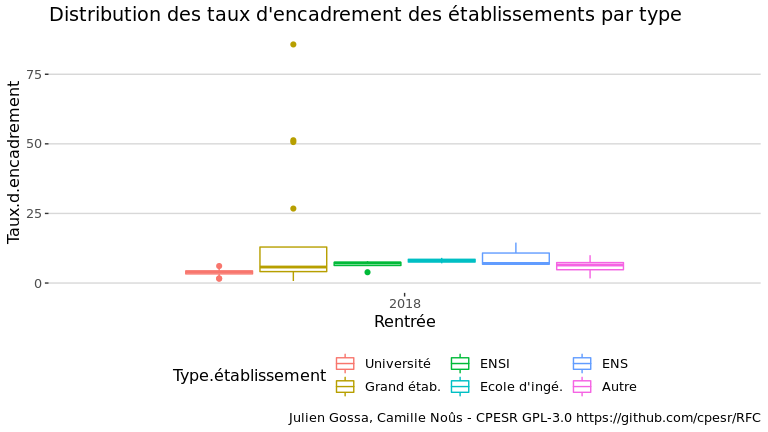 Distribution des taux d'encadrement des établissements par type
Taux.d.encadrement
75
50
25
0
2018
Rentrée
Type.établissement
Université
ENSI
ENS
Grand étab.
Ecole d'ingé.
Autre
Julien Gossa, Camille Noûs - CPESR GPL-3.0 https://github.com/cpesr/RFC